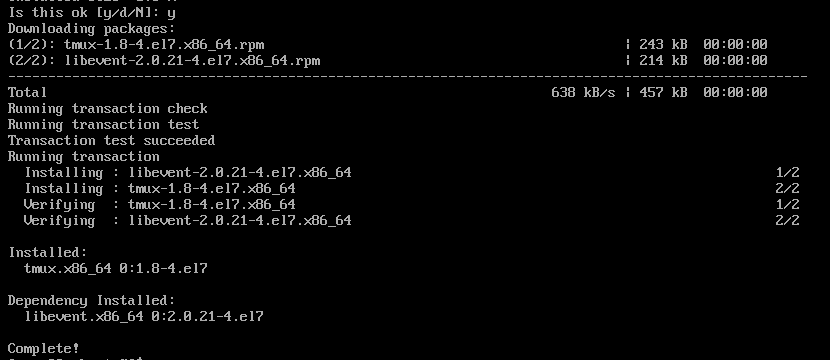 Is this ok [y/d/N]: y
Downloading packages:
(1/2): tmux-1.8-4.el7.x86_64.rpm | 243 kB 00:00:00
(2/2): libevent-2.0.21-4.el7.x86_64.rpm | 214 kB 00:00:00
--------------------------------------------------------------------------------
Total 638 kB/s | 457 kB 00:00:00
Running transaction check
Running transaction test
Transaction test succeeded
Running transaction
Installing : libevent-2.0.21-4.el7.x86_64 1/2
Installing : tmux-1.8-4.el7.x86_64 2/2
Verifying : tmux-1.8-4.el7.x86_64 1/2
Verifying : libevent-2.0.21-4.el7.x86_64 2/2
Installed:
tmux.x86_64 0:1.8-4.el7
Dependency Installed:
libevent.x86_64 0:2.0.21-4.el7
Complete!